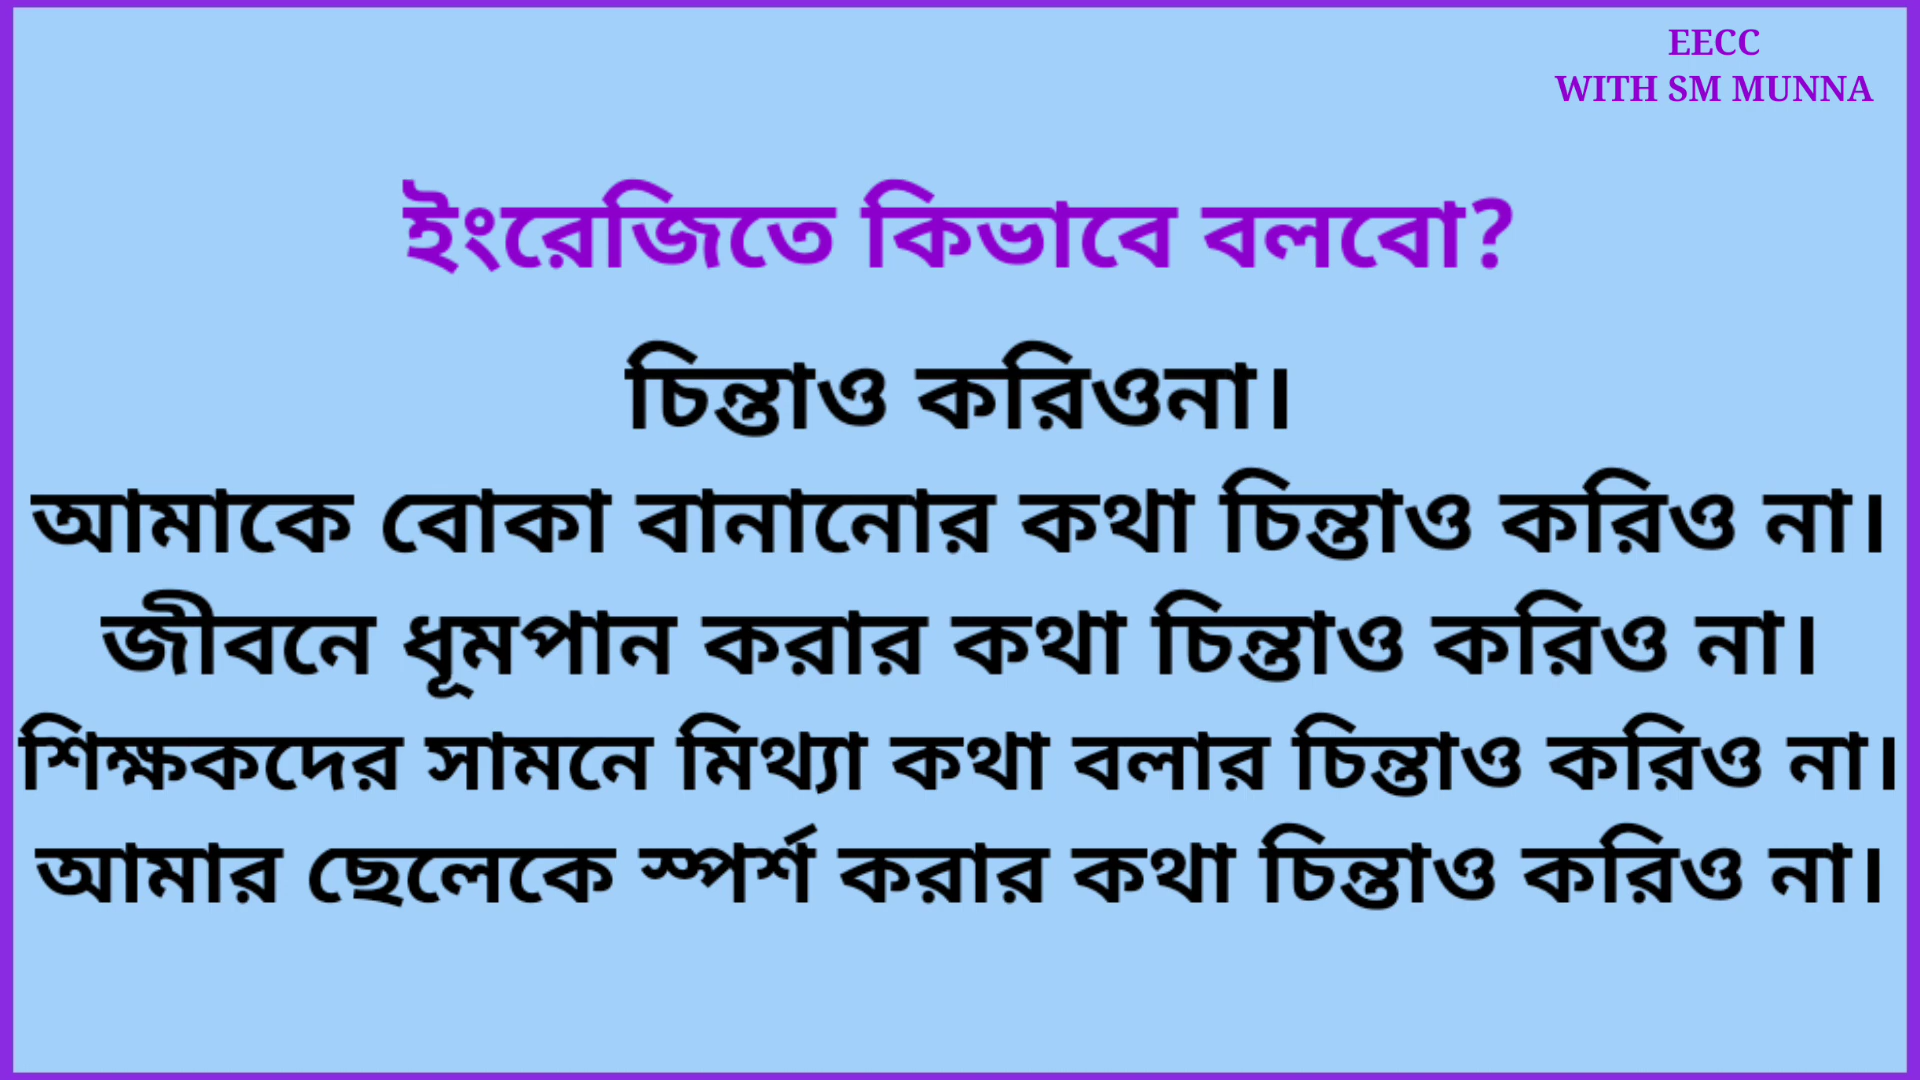 EECC
WITH SM MUNNA
ইংরেজিতে কিভাবে বলবো?
চিন্তাও করিওনা।
আমাকে বোকা বানানোর কথা চিন্তাও করিও না।
জীবনে ধূমপান করার কথা চিন্তাও করিও না।
শিক্ষকদের সামনে মিথ্যা কথা বলার চিন্তাও করিও না।
আমার ছেলেকে স্পর্শ করার কথা চিন্তাও করিও না।